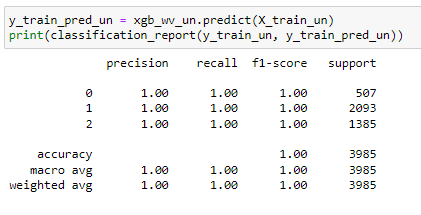 y_train_pred_un = xgb_wv_un.predict(X_train_un)
print(classification_report(y_train_un, y_train_pred_un))
precision recall f1-score support
0 1.00 1.00 1.00 507
1 1.00 1.00 1.00 2093
2 1.00 1.00 1.00 1385
accuracy 1.00 3985
macro avg 1.00 1.00 1.00 3985
weighted avg 1.00 1.00 1.00 3985